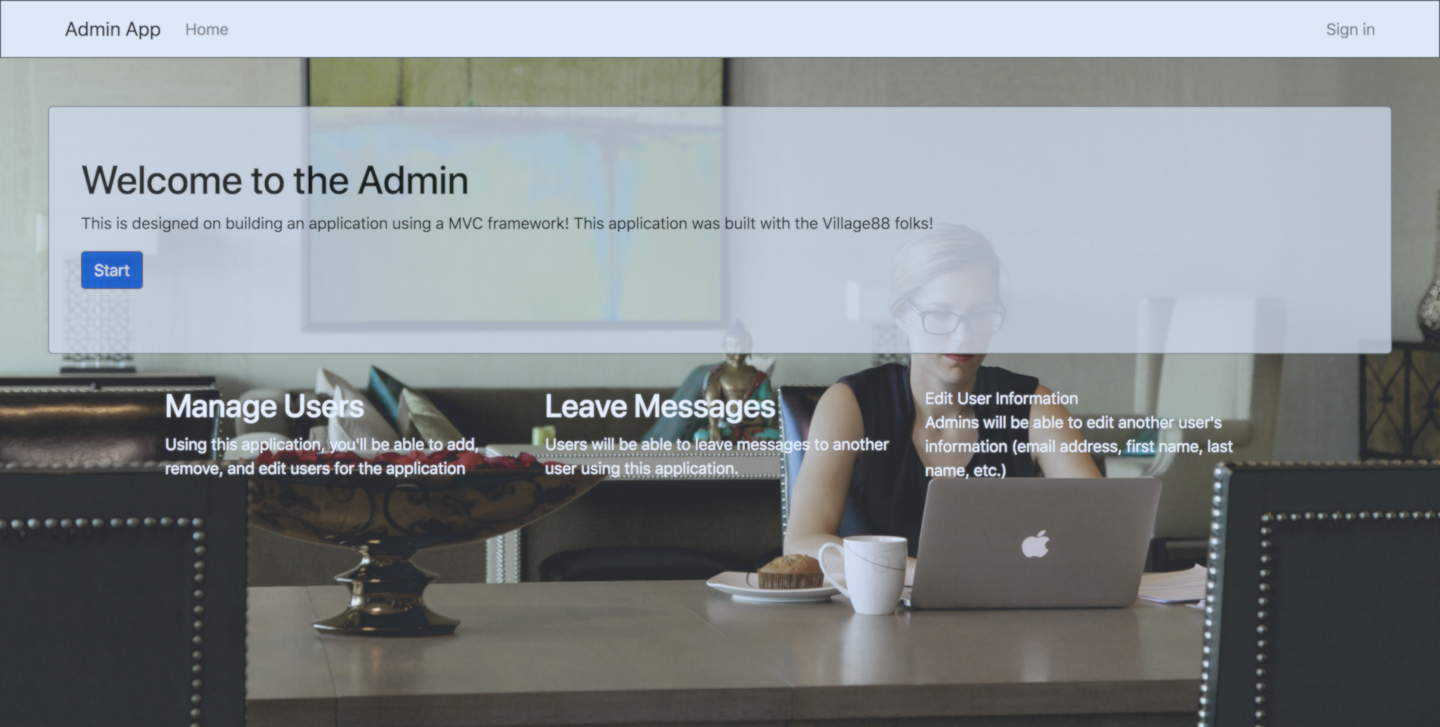 Admin App
Home
Sign in
Welcome to the Admin
This is designed on building an application using a MVC framework! This application was built with the Village88 folks!
Start
Manage Users
Using this application, you'll be able to add,
remove, and edit users for the application
Leave Messages
Users will be able to leave messages to another
user using this application.
Edit User Information
Admins will be able to edit another user's
information (email address, first name, last
name, etc.)